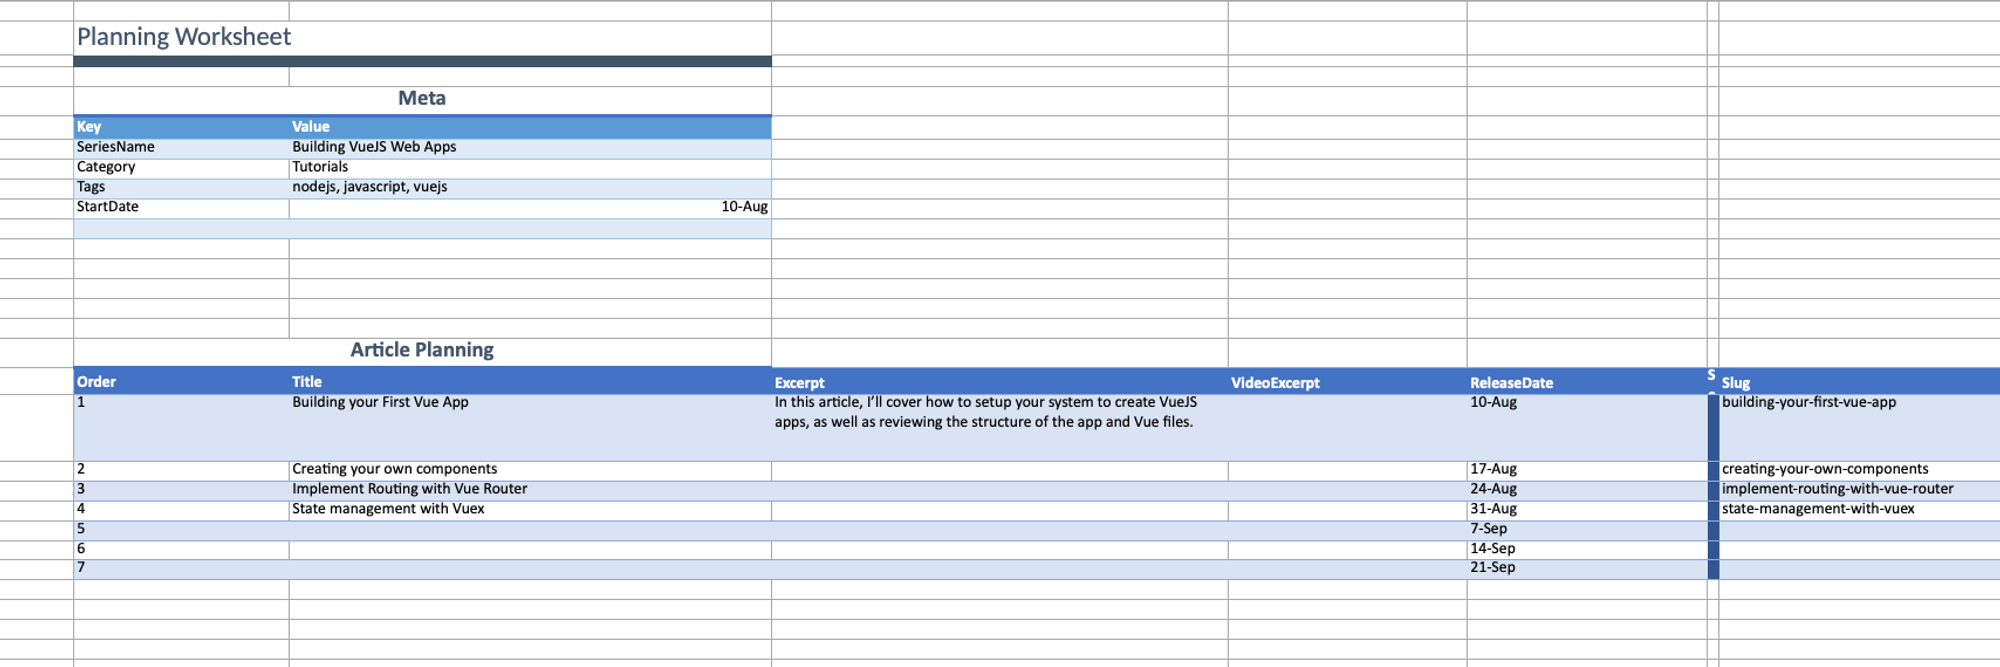 Planning Worksheet
Meta
Key Value
SeriesName Building VueJS Web Apps
Category Tutorials
Tags nodejs, javascript, vuejs
StartDate 10-Aug
Article Planning
Order Title Excerpt VideoExcerpt ReleaseDate S Slug
1 Building your First Vue App In this article, I'll cover how to setup your system to create VueJS 10-Aug building-your-first-vue-app
apps, as well as reviewing the structure of the app and Vue files.
2 Creating your own components 17-Aug creating-your-own-components
3 Implement Routing with Vue Router 24-Aug implement-routing-with-vue-router
4 State management with Vuex 31-Aug state-management-with-vuex
5 7-Sep
6 14-Sep
7 21-Sep